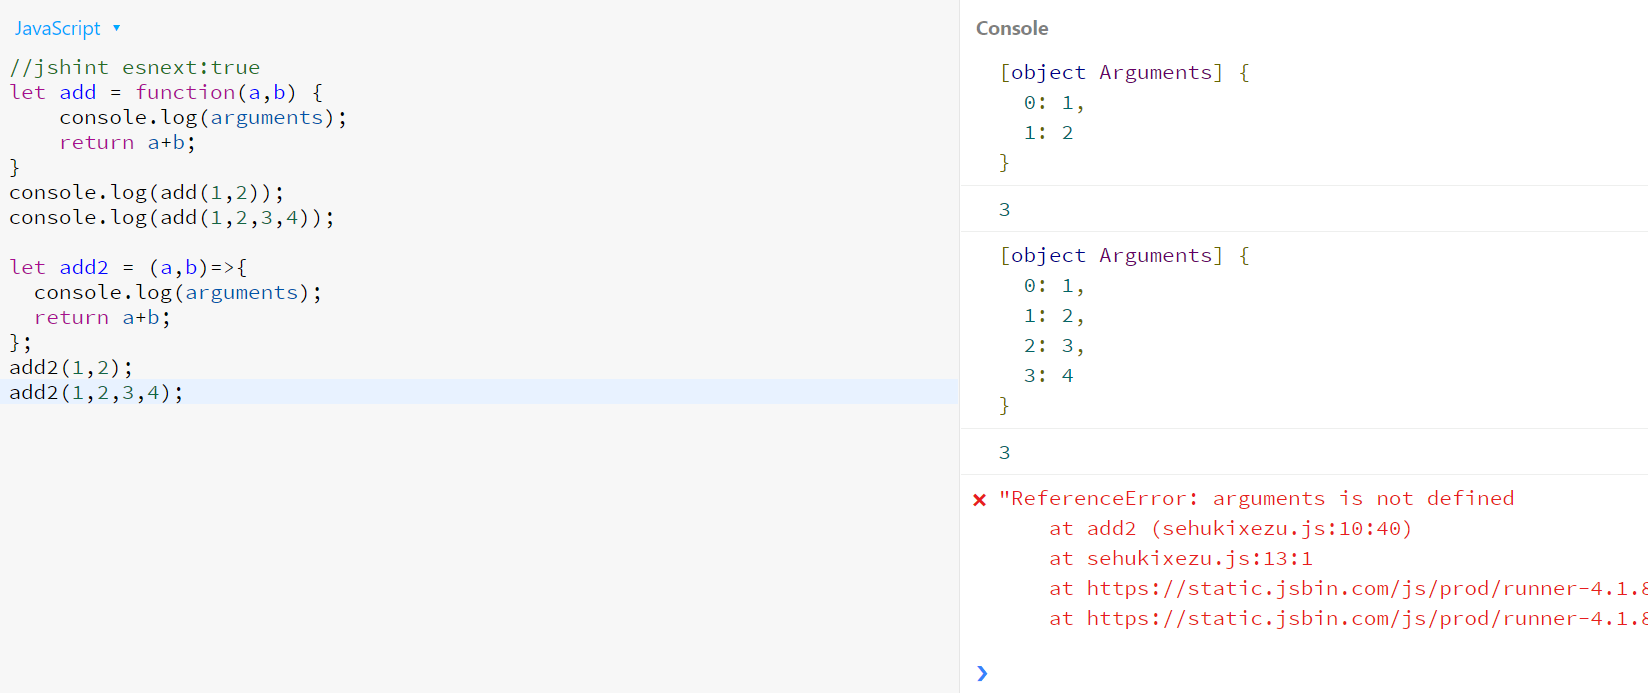 JavaScript
//jshint esnext:true
let add = function(a,b) {
    console.log(arguments);
    return a+b;
}
console.log(add(1,2));
console.log(add(1,2,3,4));
let add2 = (a,b)=>{
  console.log(arguments);
  return a+b;
};
add2(1,2);
add2(1,2,3,4);
Console
[object Arguments] {
  0: 1,
  1: 2
}
3
[object Arguments] {
  0: 1,
  1: 2,
  2: 3,
  3: 4
}
3
"ReferenceError: arguments is not defined
    at add2 (sehukixezu.js:10:40)
    at sehukixezu.js:13:1
    at https://static.jsbin.com/js/prod/runner-4.1.8
    at https://static.jsbin.com/js/prod/runner-4.1.8